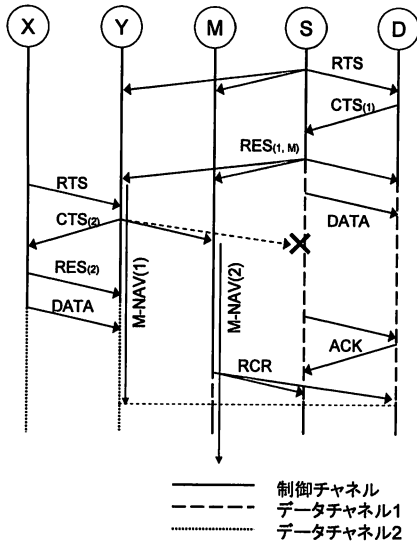 X Y M S D
RTS
CTS(1)
RES(1, M)
RTS
CTS(2)
DATA
RES(2)
M-NAV(1)
M-NAV(2)
DATA
ACK
RCR
制御チャネル
データチャネル1
データチャネル2